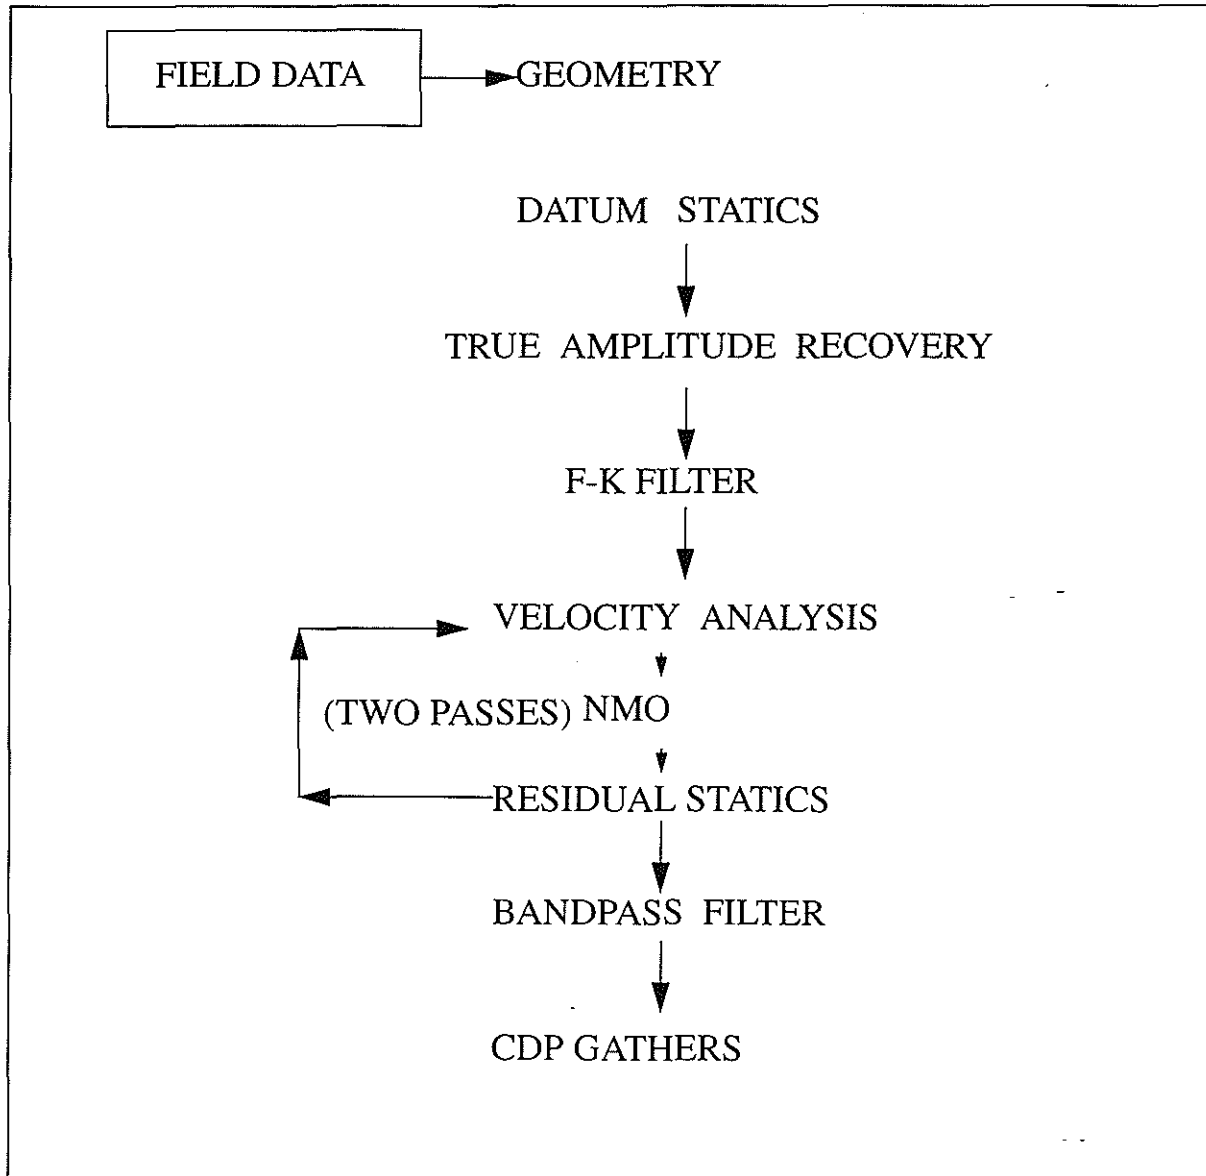 FIELD DATA
GEOMETRY
DATUM STATICS
TRUE AMPLITUDE RECOVERY
F-K FILTER
VELOCITY ANALYSIS
(TWO PASSES) NMO
RESIDUAL STATICS
BANDPASS FILTER
CDP GATHERS